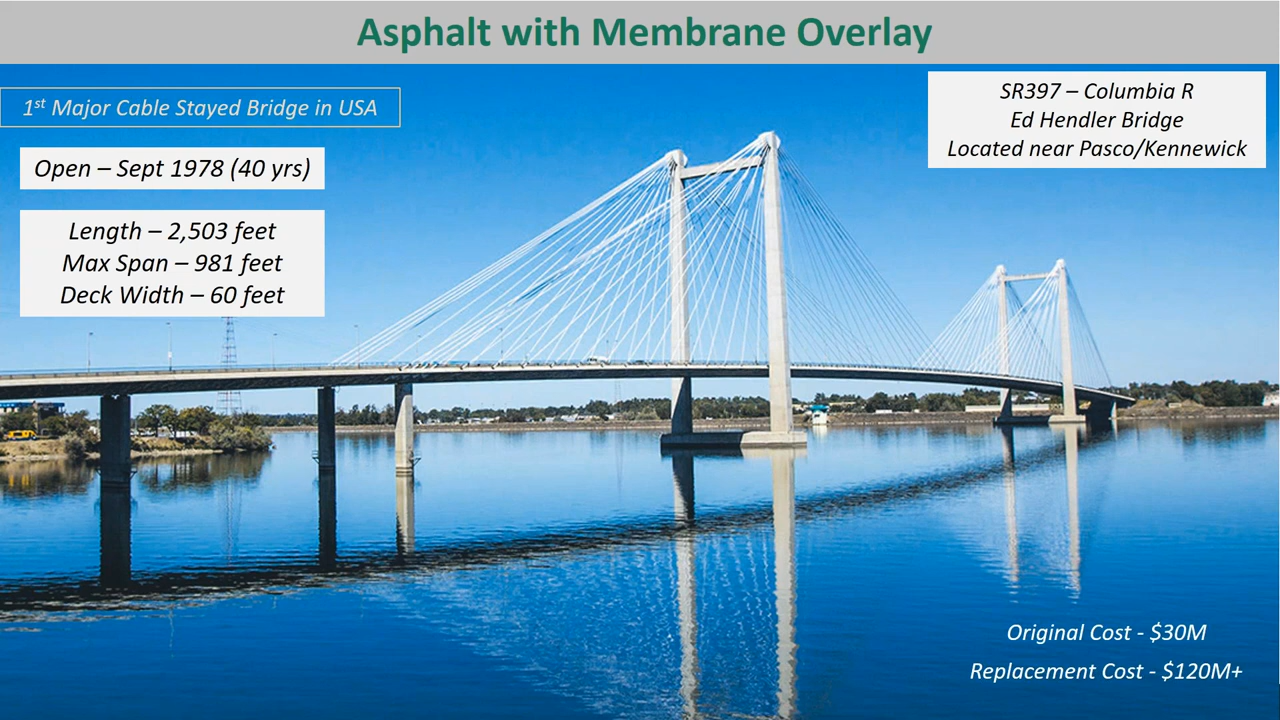 Asphalt with Membrane Overlay
1st Major Cable Stayed Bridge in USA
Open – Sept 1978 (40 yrs)
Length – 2,503 feet
Max Span – 981 feet
Deck Width – 60 feet
SR397 – Columbia R
Ed Hendler Bridge
Located near Pasco/Kennewick
Original Cost - $30M
Replacement Cost - $120M+